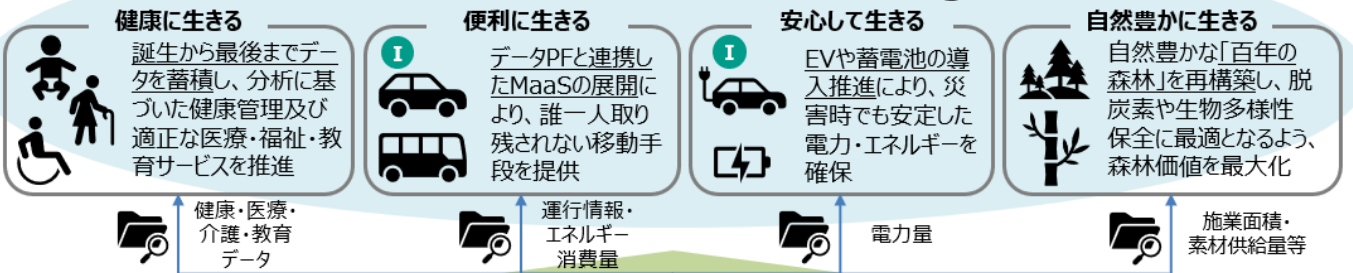 健康に生きる
誕生から最後までデー
タを蓄積し、分析に基
づいた健康管理及び
適正な医療・福祉・教
育サービスを推進
便利に生きる
I
データPFと連携し
たMaaSの展開に
より、誰一人取り
残されない移動手
段を提供
安心して生きる
I
EVや蓄電池の導
入推進により、災
害時でも安定した
電力・エネルギーを
確保
自然豊かに生きる
自然豊かな「百年の
森林」を再構築し、脱
炭素や生物多様性
保全に最適となるよう、
森林価値を最大化
健康・医療・
介護・教育
データ
運行情報・
エネルギー
消費量
電力量
施業面積・
素材供給量等